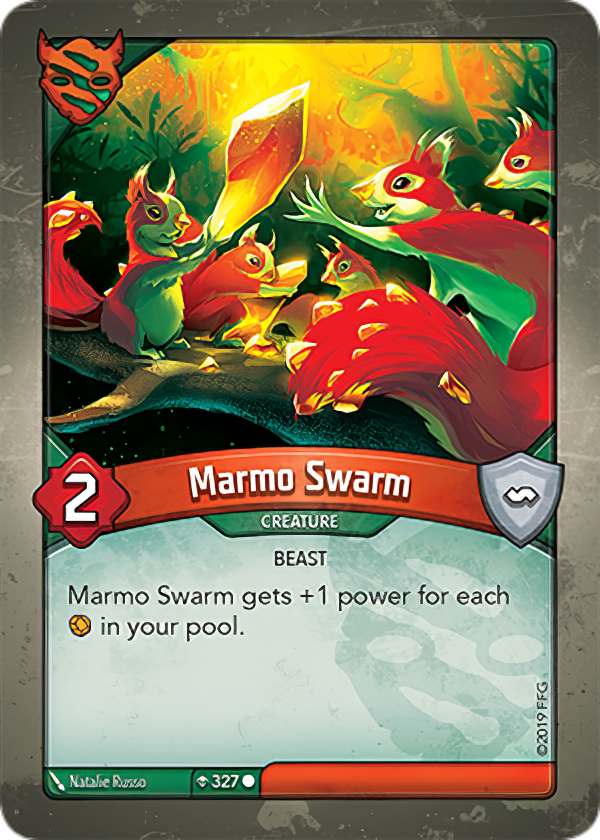 2
Marmo Swarm
CREATURE
BEAST
Marmo Swarm gets +1 power for each
in your pool.
©2019 FFG
Natalie Russo
327